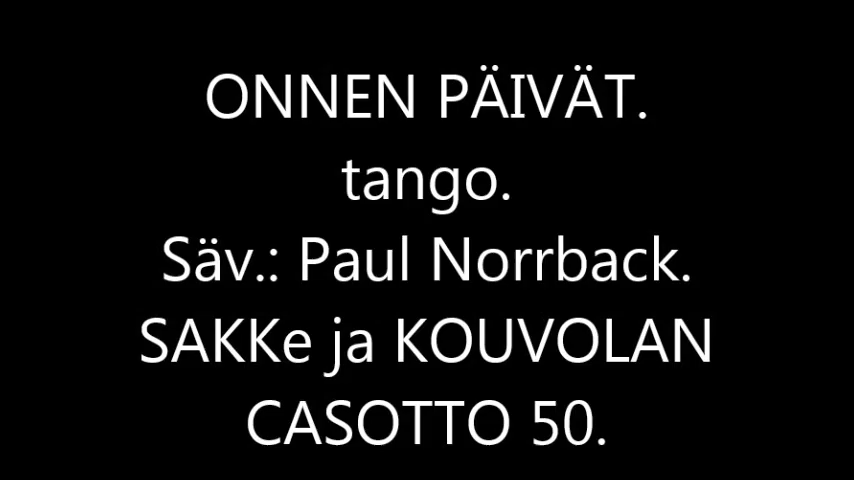 ONNEN PÄIVÄT.
tango.
Säv.: Paul Norrback.
SAKKe ja KOUVOLAN
CASOTTO 50.